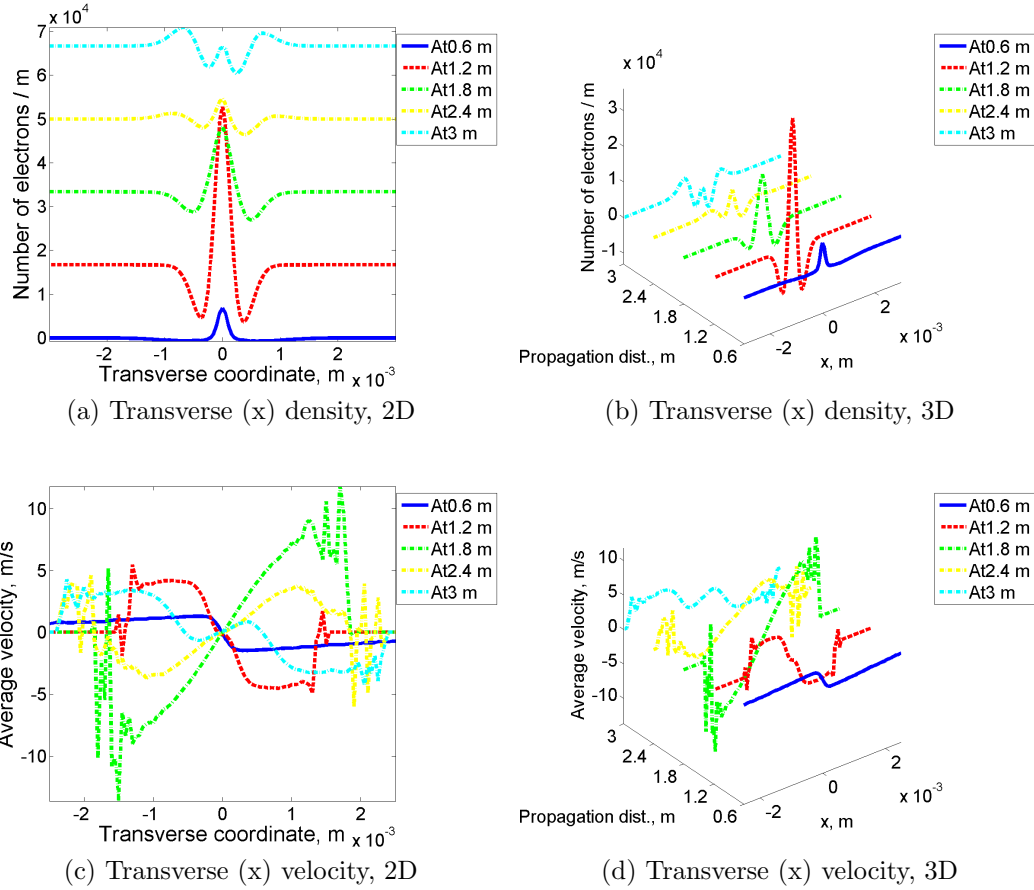 x 10^4
7
6
5
4
3
2
1
0
Number of electrons / m
-2
-1
0
1
2
Transverse coordinate, m
x 10^-3
At0.6 m
At1.2 m
At1.8 m
At2.4 m
At3 m
(a) Transverse (x) density, 2D
x 10^4
3
2
1
0
-1
Number of electrons / m
3
2.4
1.8
1.2
0.6
Propagation dist., m
-2
0
2
x 10^-3
x, m
At0.6 m
At1.2 m
At1.8 m
At2.4 m
At3 m
(b) Transverse (x) density, 3D
10
5
0
-5
-10
Average velocity, m/s
-2
-1
0
1
2
Transverse coordinate, m
x 10^-3
At0.6 m
At1.2 m
At1.8 m
At2.4 m
At3 m
(c) Transverse (x) velocity, 2D
10
5
0
-5
-10
Average velocity, m/s
3
2.4
1.8
1.2
0.6
Propagation dist., m
-2
0
2
x 10^-3
x, m
At0.6 m
At1.2 m
At1.8 m
At2.4 m
At3 m
(d) Transverse (x) velocity, 3D